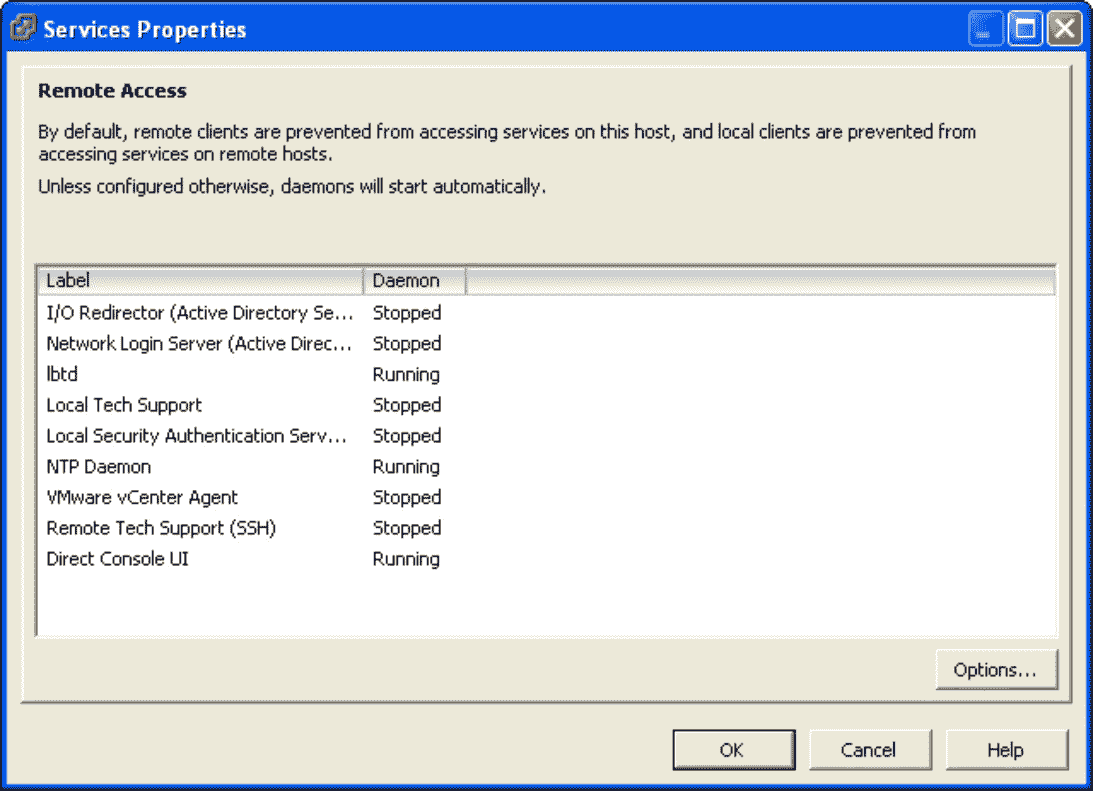 Services Properties
Remote Access
By default, remote clients are prevented from accessing services on this host, and local clients are prevented from
accessing services on remote hosts.
Unless configured otherwise, daemons will start automatically.
Label Daemon
I/O Redirector (Active Directory Se... Stopped
Network Login Server (Active Direc... Stopped
lbtd Running
Local Tech Support Stopped
Local Security Authentication Serv... Stopped
NTP Daemon Running
VMware vCenter Agent Stopped
Remote Tech Support (SSH) Stopped
Direct Console UI Running
Options...
OK Cancel Help